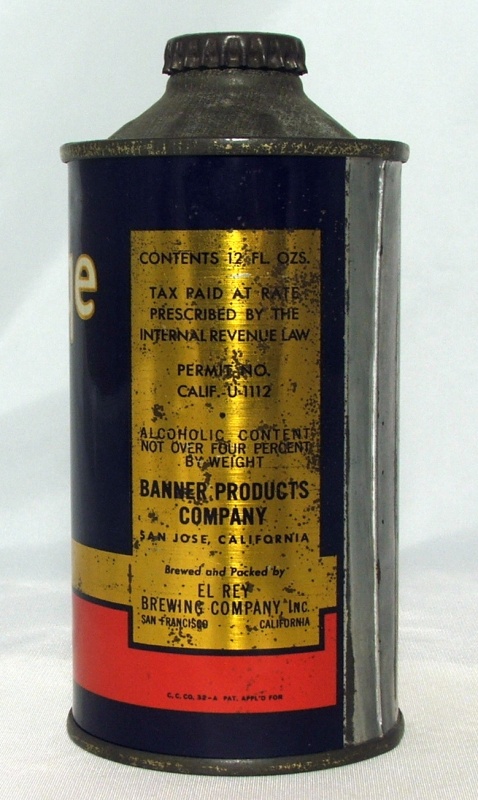 ge
CONTENTS 12 FL. OZS.
TAX PAID AT RATE
PRESCRIBED BY THE
INTERNAL REVENUE LAW
PERMIT NO.
CALIF. U-1112
ALCOHOLIC CONTENT
NOT OVER FOUR PERCENT
BY WEIGHT
BANNER PRODUCTS
COMPANY
SAN JOSE, CALIFORNIA
Brewed and Packed by
EL REY
BREWING COMPANY, INC.
SAN FRANCISCO CALIFORNIA
C. C. CO. 32-A PAT. APPL'D FOR